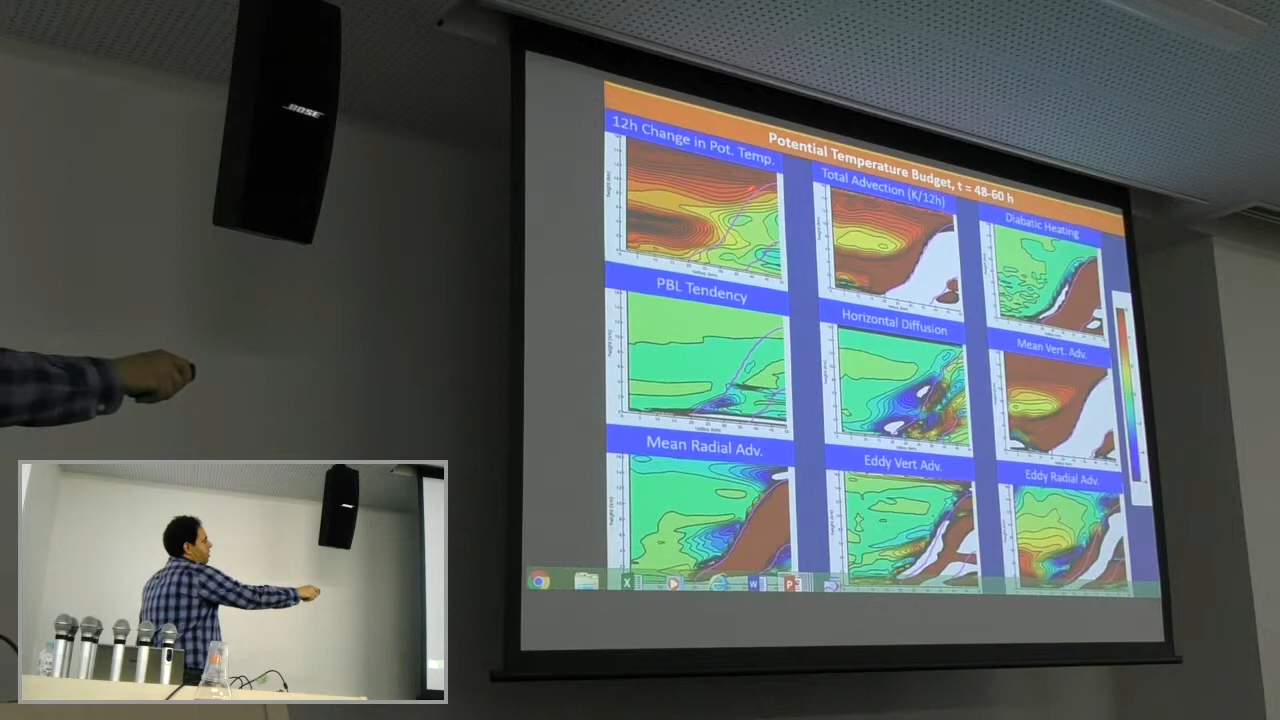 BOSE
Potential Temperature Budget, t = 48-60 h
12h Change in Pot. Temp.
Total Advection (K/12h)
Diabatic Heating
PBL Tendency
Horizontal Diffusion
Mean Vert. Adv.
Mean Radial Adv.
Eddy Vert Adv.
Eddy Radial Adv.